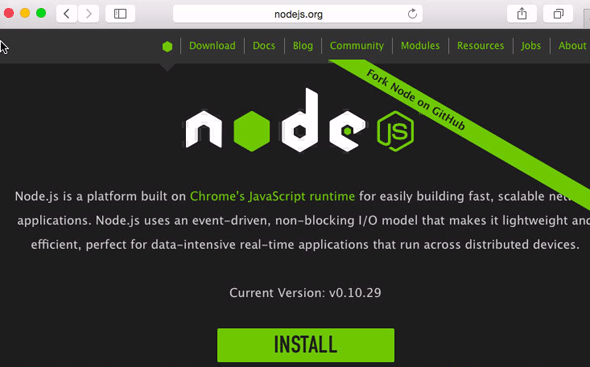 nodejs.org
Download Docs Blog Community Modules Resources Jobs About
Fork Node on GitHub
node
JS
Node.js is a platform built on Chrome's JavaScript runtime for easily building fast, scalable
applications. Node.js uses an event-driven, non-blocking I/O model that makes it lightweight and
efficient, perfect for data-intensive real-time applications that run across distributed devices.
Current Version: v0.10.29
INSTALL